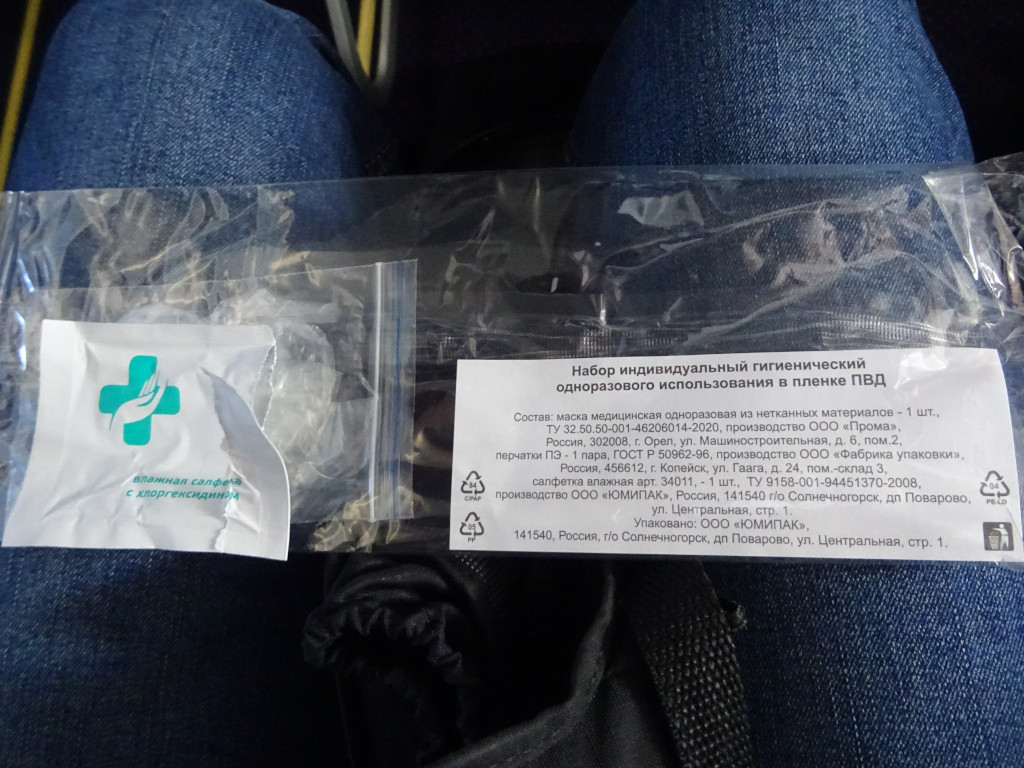 влажная салфетка
с хлоргексидином
Набор индивидуальный гигиенический
одноразового использования в пленке ПВД
Состав: маска медицинская одноразовая из нетканных материалов - 1 шт.,
ТУ 32.50.50-001-46206014-2020, производство ООО «Прома»,
Россия, 302008, г. Орел, ул. Машиностроительная, д. 6, пом.2,
перчатки ПЭ - 1 пара, ГОСТ Р 50962-96, производство ООО «Фабрика упаковки»,
Россия, 456612, г. Копейск, ул. Гаага, д. 24, пом.-склад 3,
салфетка влажная арт. 34011, - 1 шт., ТУ 9158-001-94451370-2008,
производство ООО «ЮМИПАК», Россия, 141540 г/о Солнечногорск, дп Поварово,
ул. Центральная, стр. 1.
Упаковано: ООО «ЮМИПАК»,
141540, Россия, г/о Солнечногорск, дп Поварово, ул. Центральная, стр. 1.
84
C/PAP
05
PP
04
PE-LD